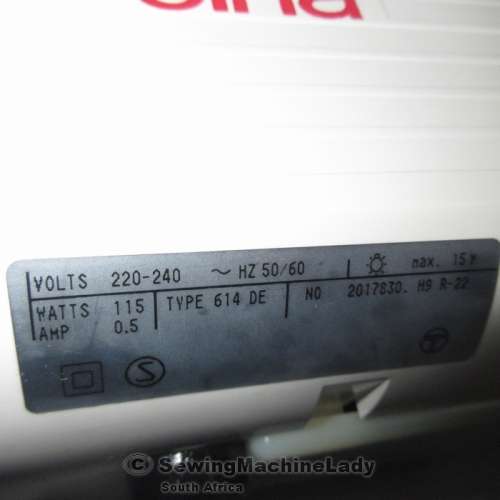 elna
VOLTS 220-240 ~ HZ 50/60 max. 15 W
WATTS 115 TYPE 614 DE NO 2017830. H9 R-22
AMP 0.5
S
T
© SewingMachineLady
South Africa